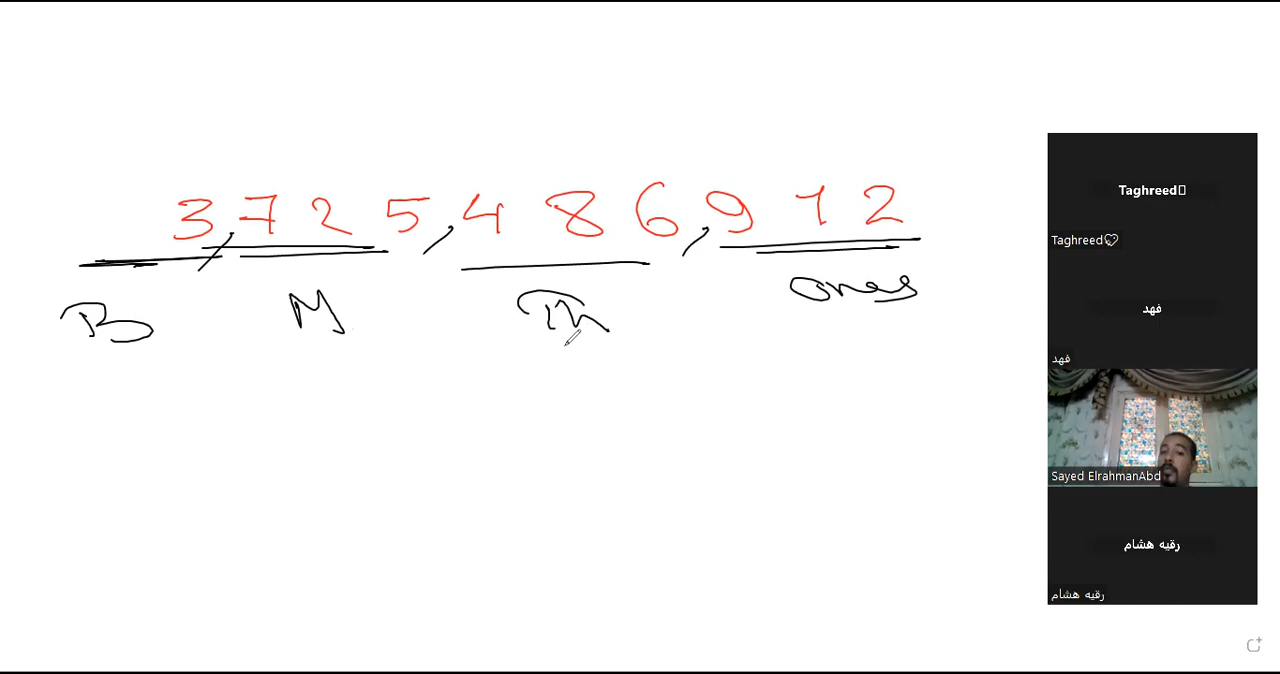 3,725,486,912
B M Th ones
Taghreed
Taghreed♡
فهد
فهد
Sayed ElrahmanAbd
رقيه هشام
رقيه هشام